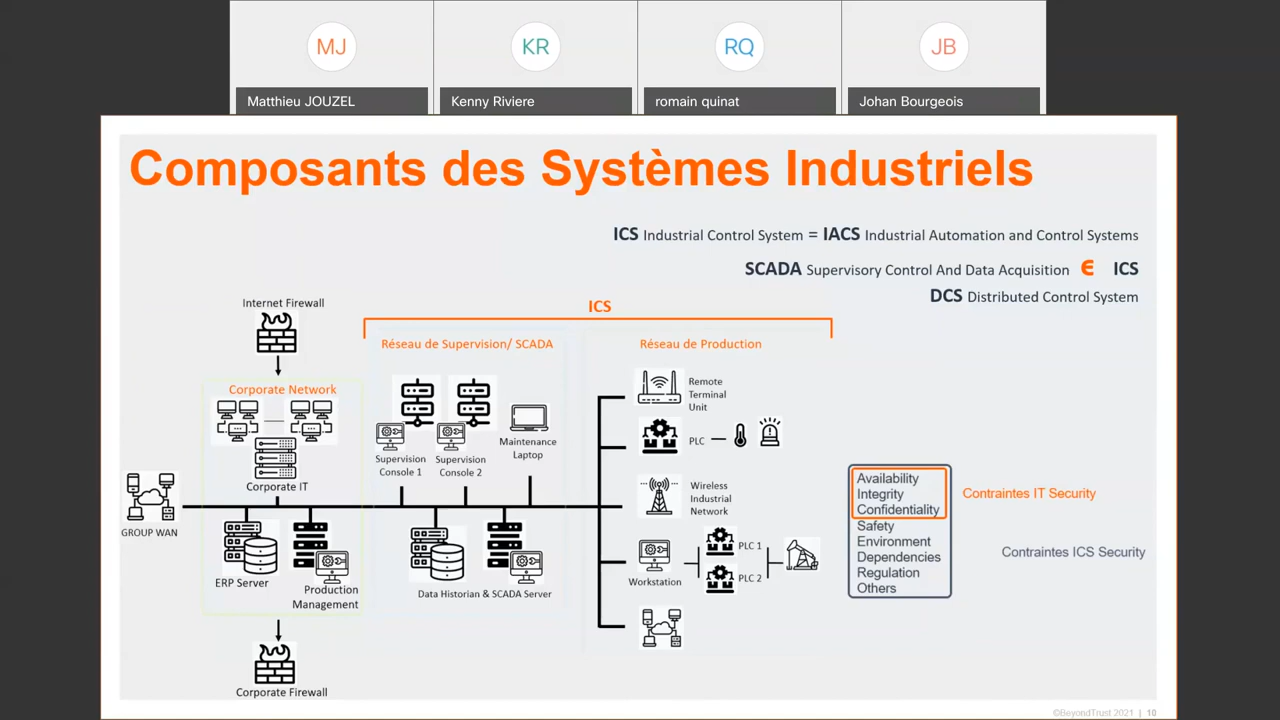 MJ
KR
RQ
JB
Matthieu JOUZEL
Kenny Riviere
romain quinat
Johan Bourgeois
Composants des Systèmes Industriels
ICS Industrial Control System = IACS Industrial Automation and Control Systems
SCADA Supervisory Control And Data Acquisition Є ICS
DCS Distributed Control System
Internet Firewall
ICS
Réseau de Supervision/ SCADA
Réseau de Production
Corporate Network
Corporate IT
GROUP WAN
ERP Server
Production
Management
Corporate Firewall
Supervision
Console 1
Supervision
Console 2
Maintenance
Laptop
Data Historian & SCADA Server
Remote
Terminal
Unit
PLC
Wireless
Industrial
Network
Workstation
PLC 1
PLC 2
Availability
Integrity
Confidentiality
Safety
Environment
Dependencies
Regulation
Others
Contraintes IT Security
Contraintes ICS Security
©BeyondTrust 2021 | 10